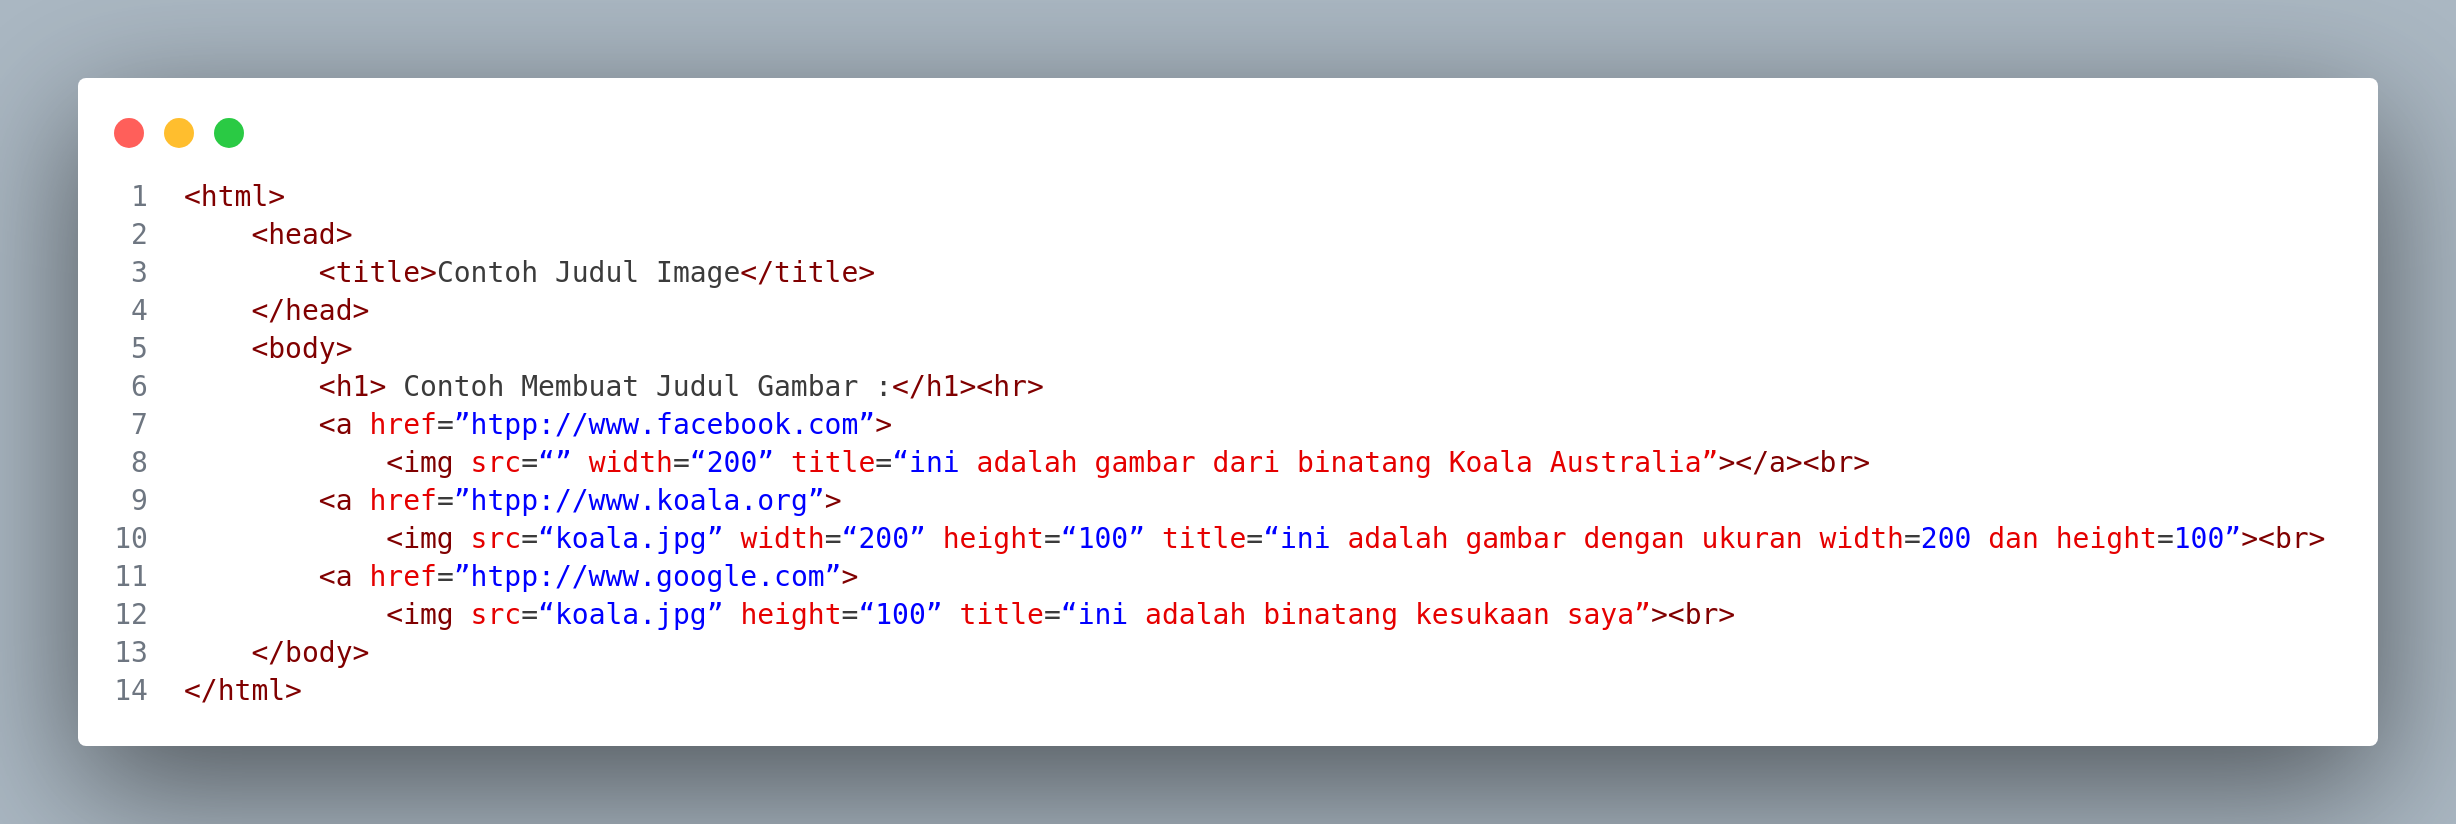 1 <html>
2     <head>
3         <title>Contoh Judul Image</title>
4     </head>
5     <body>
6         <h1> Contoh Membuat Judul Gambar :</h1><hr>
7         <a href=”htpp://www.facebook.com”>
8             <img src=“” width=“200” title=“ini adalah gambar dari binatang Koala Australia”></a><br>
9         <a href=”htpp://www.koala.org”>
10             <img src=“koala.jpg” width=“200” height=“100” title=“ini adalah gambar dengan ukuran width=200 dan height=100”><br>
11         <a href=”htpp://www.google.com”>
12             <img src=“koala.jpg” height=“100” title=“ini adalah binatang kesukaan saya”><br>
13     </body>
14 </html>